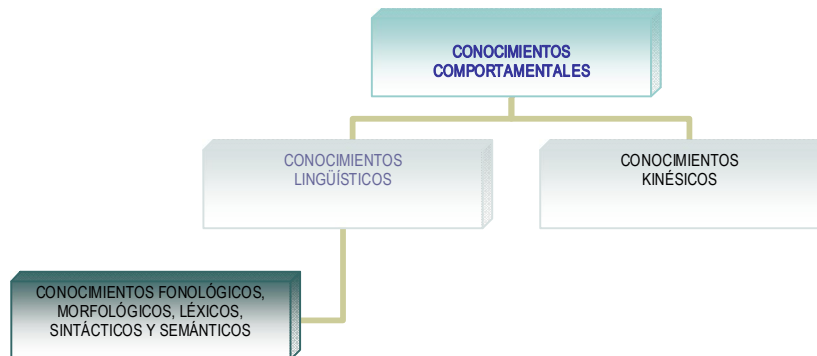 CONOCIMIENTOS
COMPORTAMENTALES
CONOCIMIENTOS
LINGÜÍSTICOS
CONOCIMIENTOS
KINÉSICOS
CONOCIMIENTOS FONOLÓGICOS,
MORFOLÓGICOS, LÉXICOS,
SINTÁCTICOS Y SEMÁNTICOS